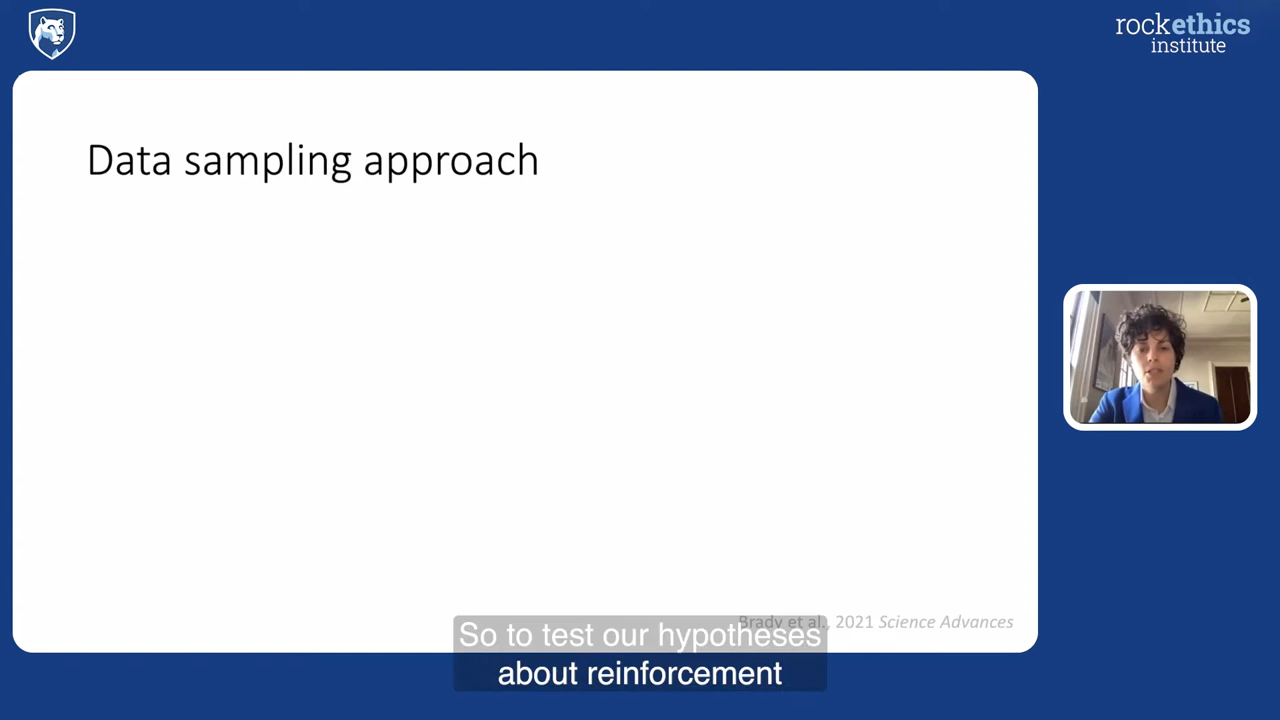 rockethics
institute
Data sampling approach
Brady et al., 2021 Science Advances
So to test our hypotheses
about reinforcement